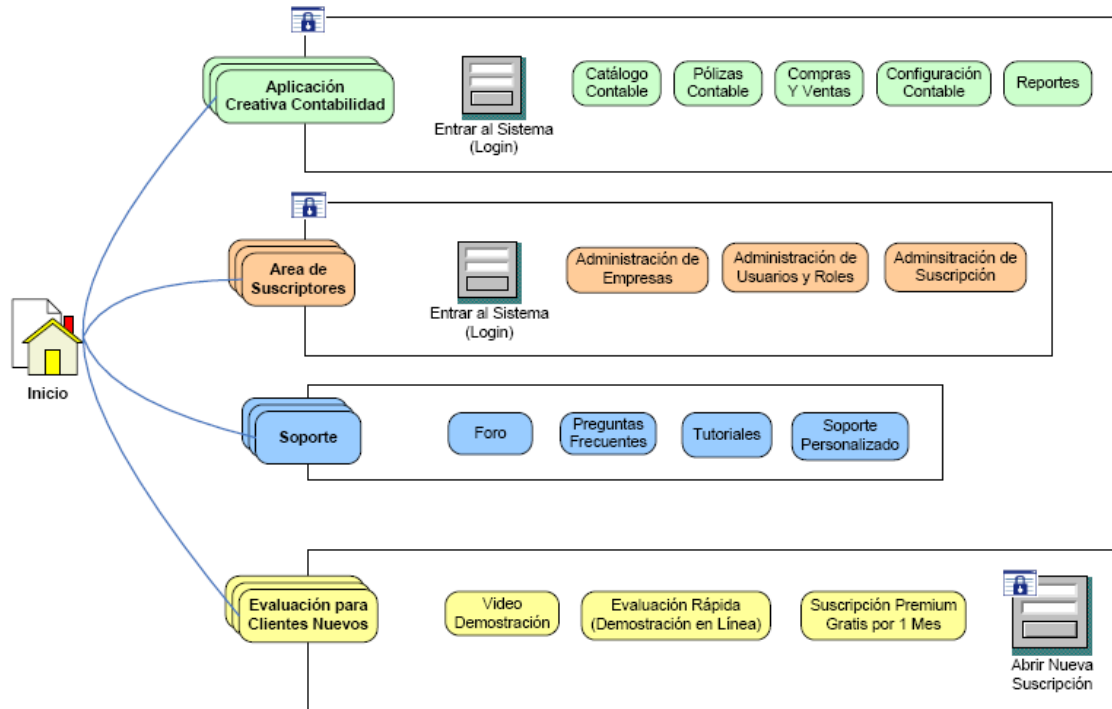 Aplicación
Creativa Contabilidad
Entrar al Sistema
(Login)
Catálogo
Contable
Pólizas
Contable
Compras
Y Ventas
Configuración
Contable
Reportes
Area de
Suscriptores
Entrar al Sistema
(Login)
Administración de
Empresas
Administración de
Usuarios y Roles
Adminsitración de
Suscripción
Inicio
Soporte
Foro
Preguntas
Frecuentes
Tutoriales
Soporte
Personalizado
Evaluación para
Clientes Nuevos
Video
Demostración
Evaluación Rápida
(Demostración en Línea)
Suscripción Premium
Gratis por 1 Mes
Abrir Nueva
Suscripción